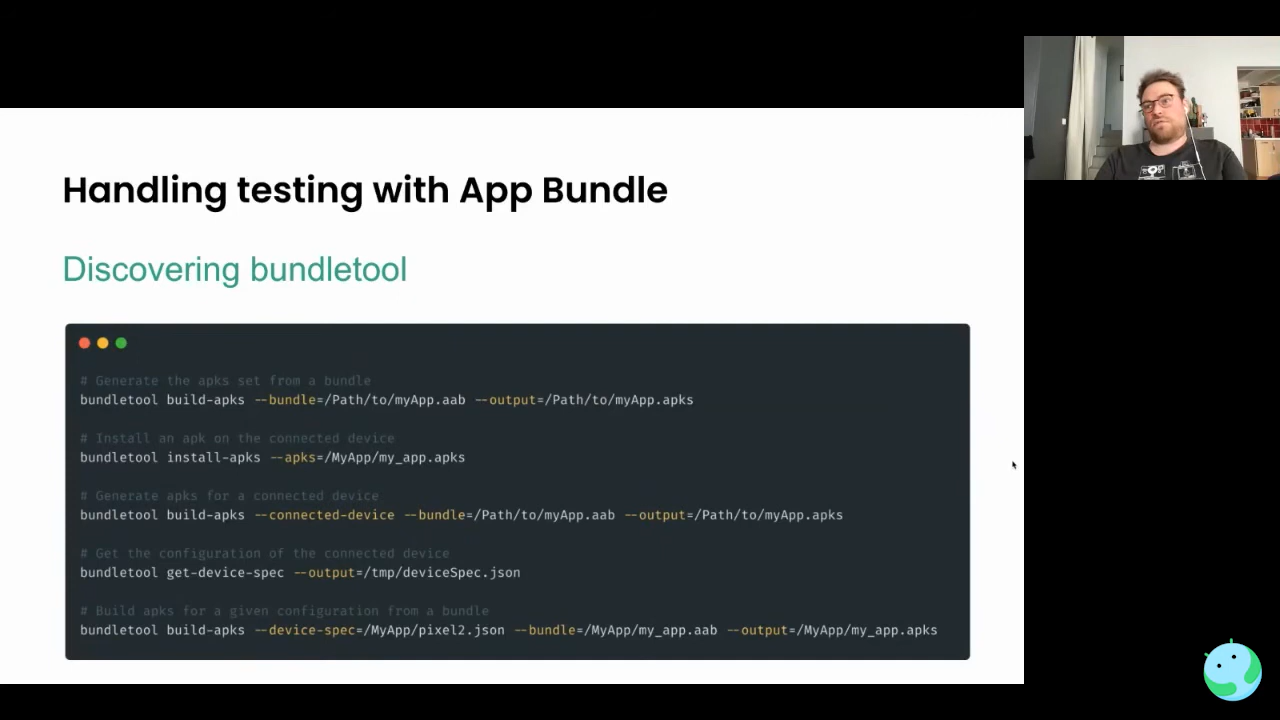 Handling testing with App Bundle
Discovering bundletool
# Generate the apks set from a bundle
bundletool build-apks --bundle=/Path/to/myApp.aab --output=/Path/to/myApp.apks
# Install an apk on the connected device
bundletool install-apks --apks=/MyApp/my_app.apks
# Generate apks for a connected device
bundletool build-apks --connected-device --bundle=/Path/to/myApp.aab --output=/Path/to/myApp.apks
# Get the configuration of the connected device
bundletool get-device-spec --output=/tmp/deviceSpec.json
# Build apks for a given configuration from a bundle
bundletool build-apks --device-spec=/MyApp/pixel2.json --bundle=/MyApp/my_app.aab --output=/MyApp/my_app.apks